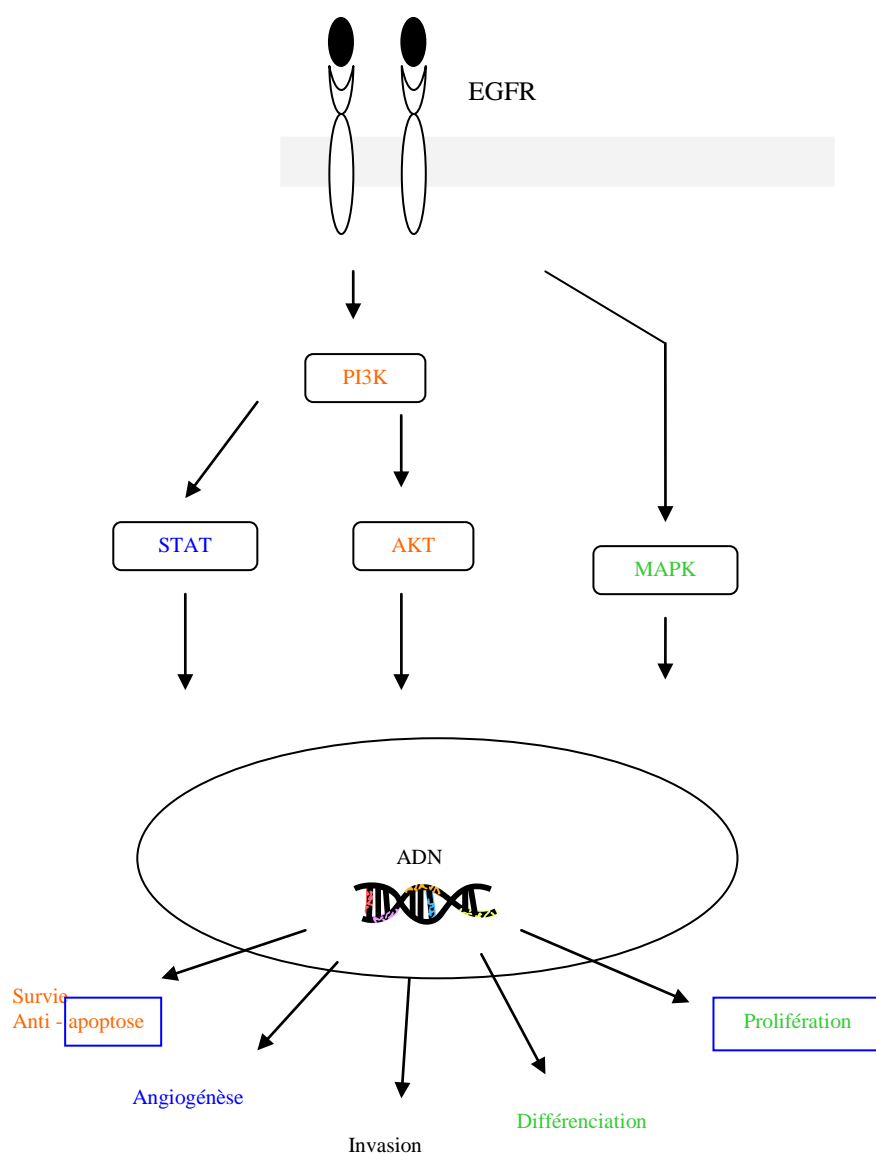 EGFR
PI3K
STAT
AKT
MAPK
ADN
Survie
Anti - apoptose
Prolifération
Angiogénèse
Différenciation
Invasion